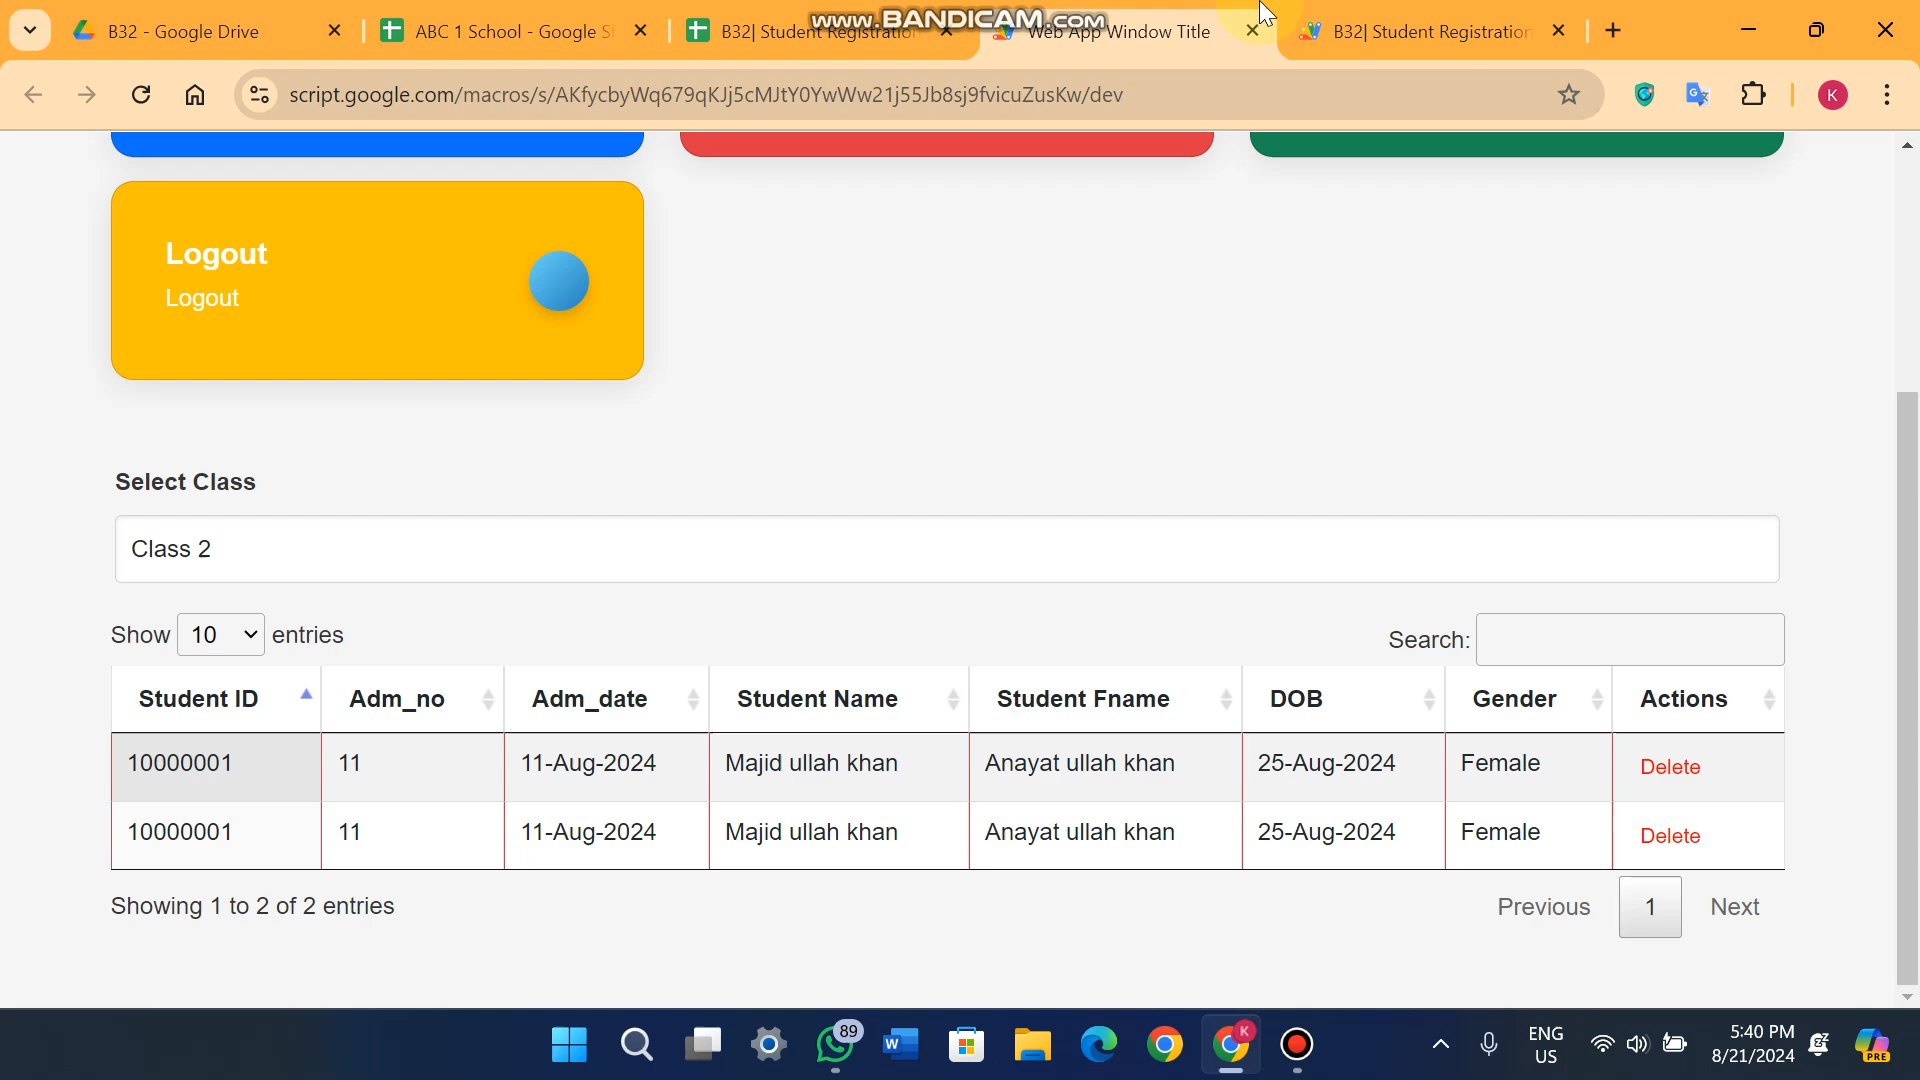 B32 - Google Drive
ABC 1 School - Google S
B32| Student Registration
Web App Window Title
B32| Student Registration
www.BANDICAM.com
script.google.com/macros/s/AKfycbyWq679qKJj5cMJtY0YwWw21j55Jb8sj9fvicuZusKw/dev
K
Logout
Logout
Select Class
Class 2
Show 10 entries
Search:
Student ID Adm_no Adm_date Student Name Student Fname DOB Gender Actions
10000001 11 11-Aug-2024 Majid ullah khan Anayat ullah khan 25-Aug-2024 Female Delete
10000001 11 11-Aug-2024 Majid ullah khan Anayat ullah khan 25-Aug-2024 Female Delete
Showing 1 to 2 of 2 entries
Previous 1 Next
89
W
K
ENG
US
5:40 PM
8/21/2024
PRE